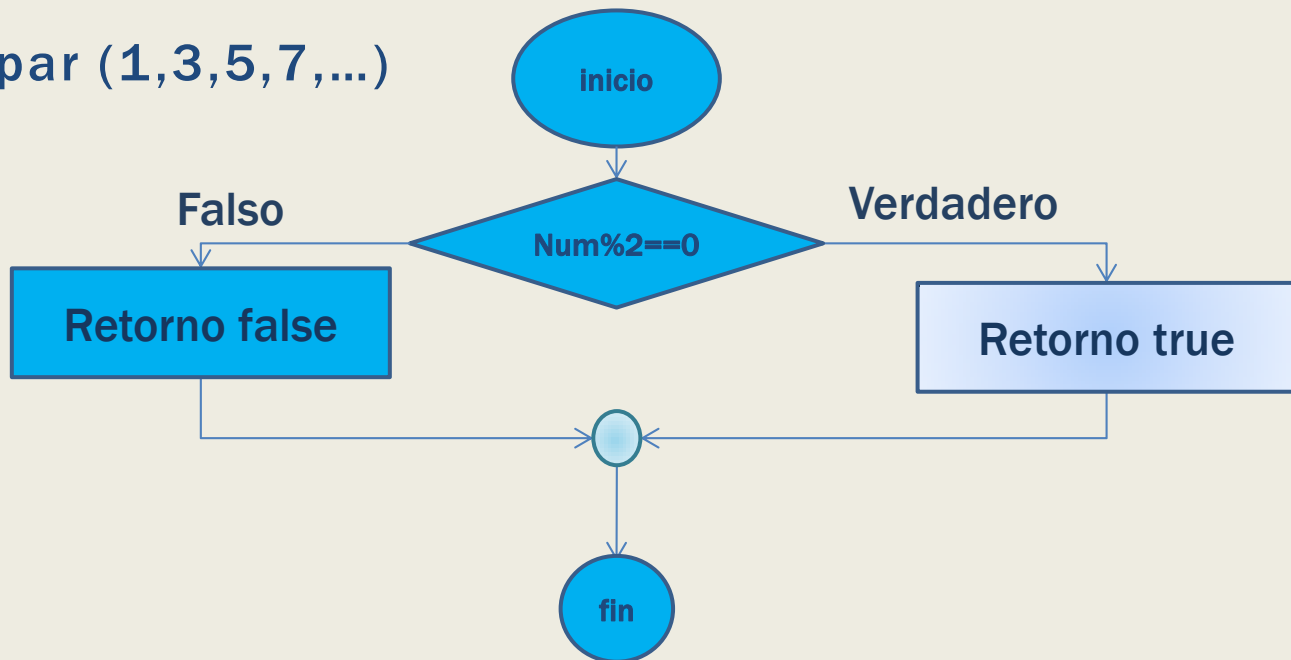 par (1,3,5,7,...)
inicio
Falso
Verdadero
Num%2==0
Retorno false
Retorno true
fin